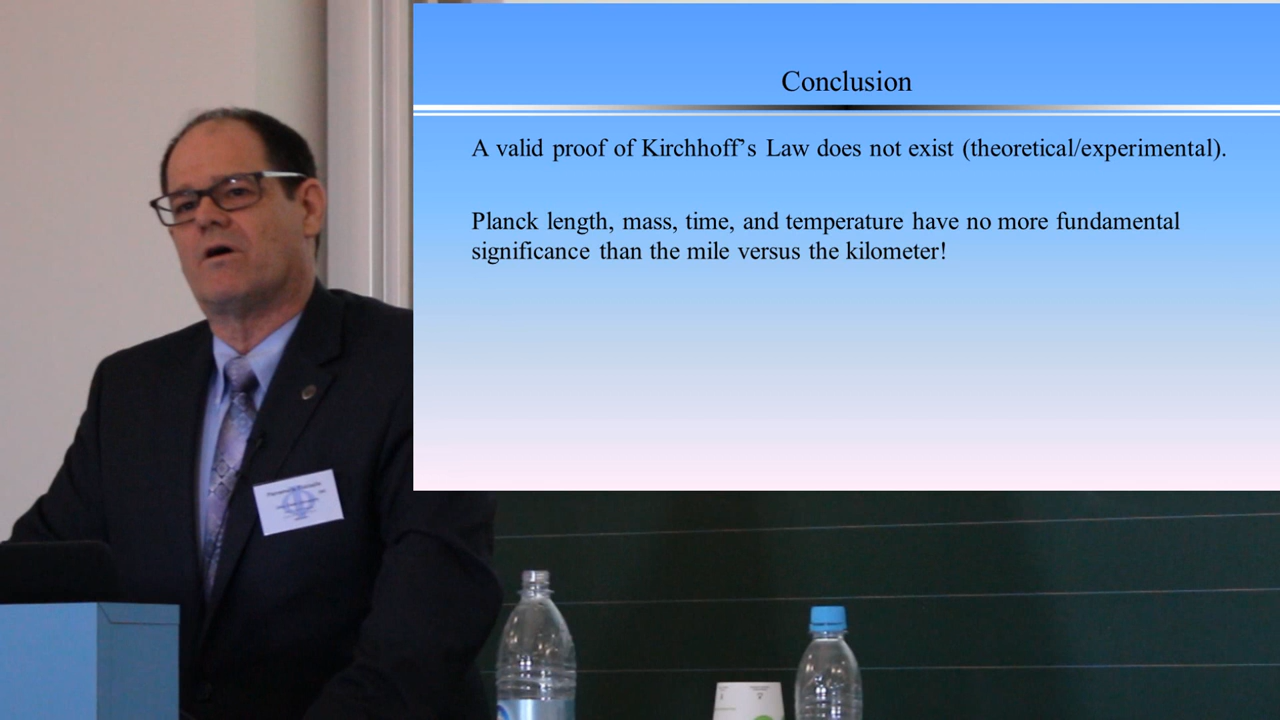 Conclusion
A valid proof of Kirchhoff’s Law does not exist (theoretical/experimental).
Planck length, mass, time, and temperature have no more fundamental
significance than the mile versus the kilometer!